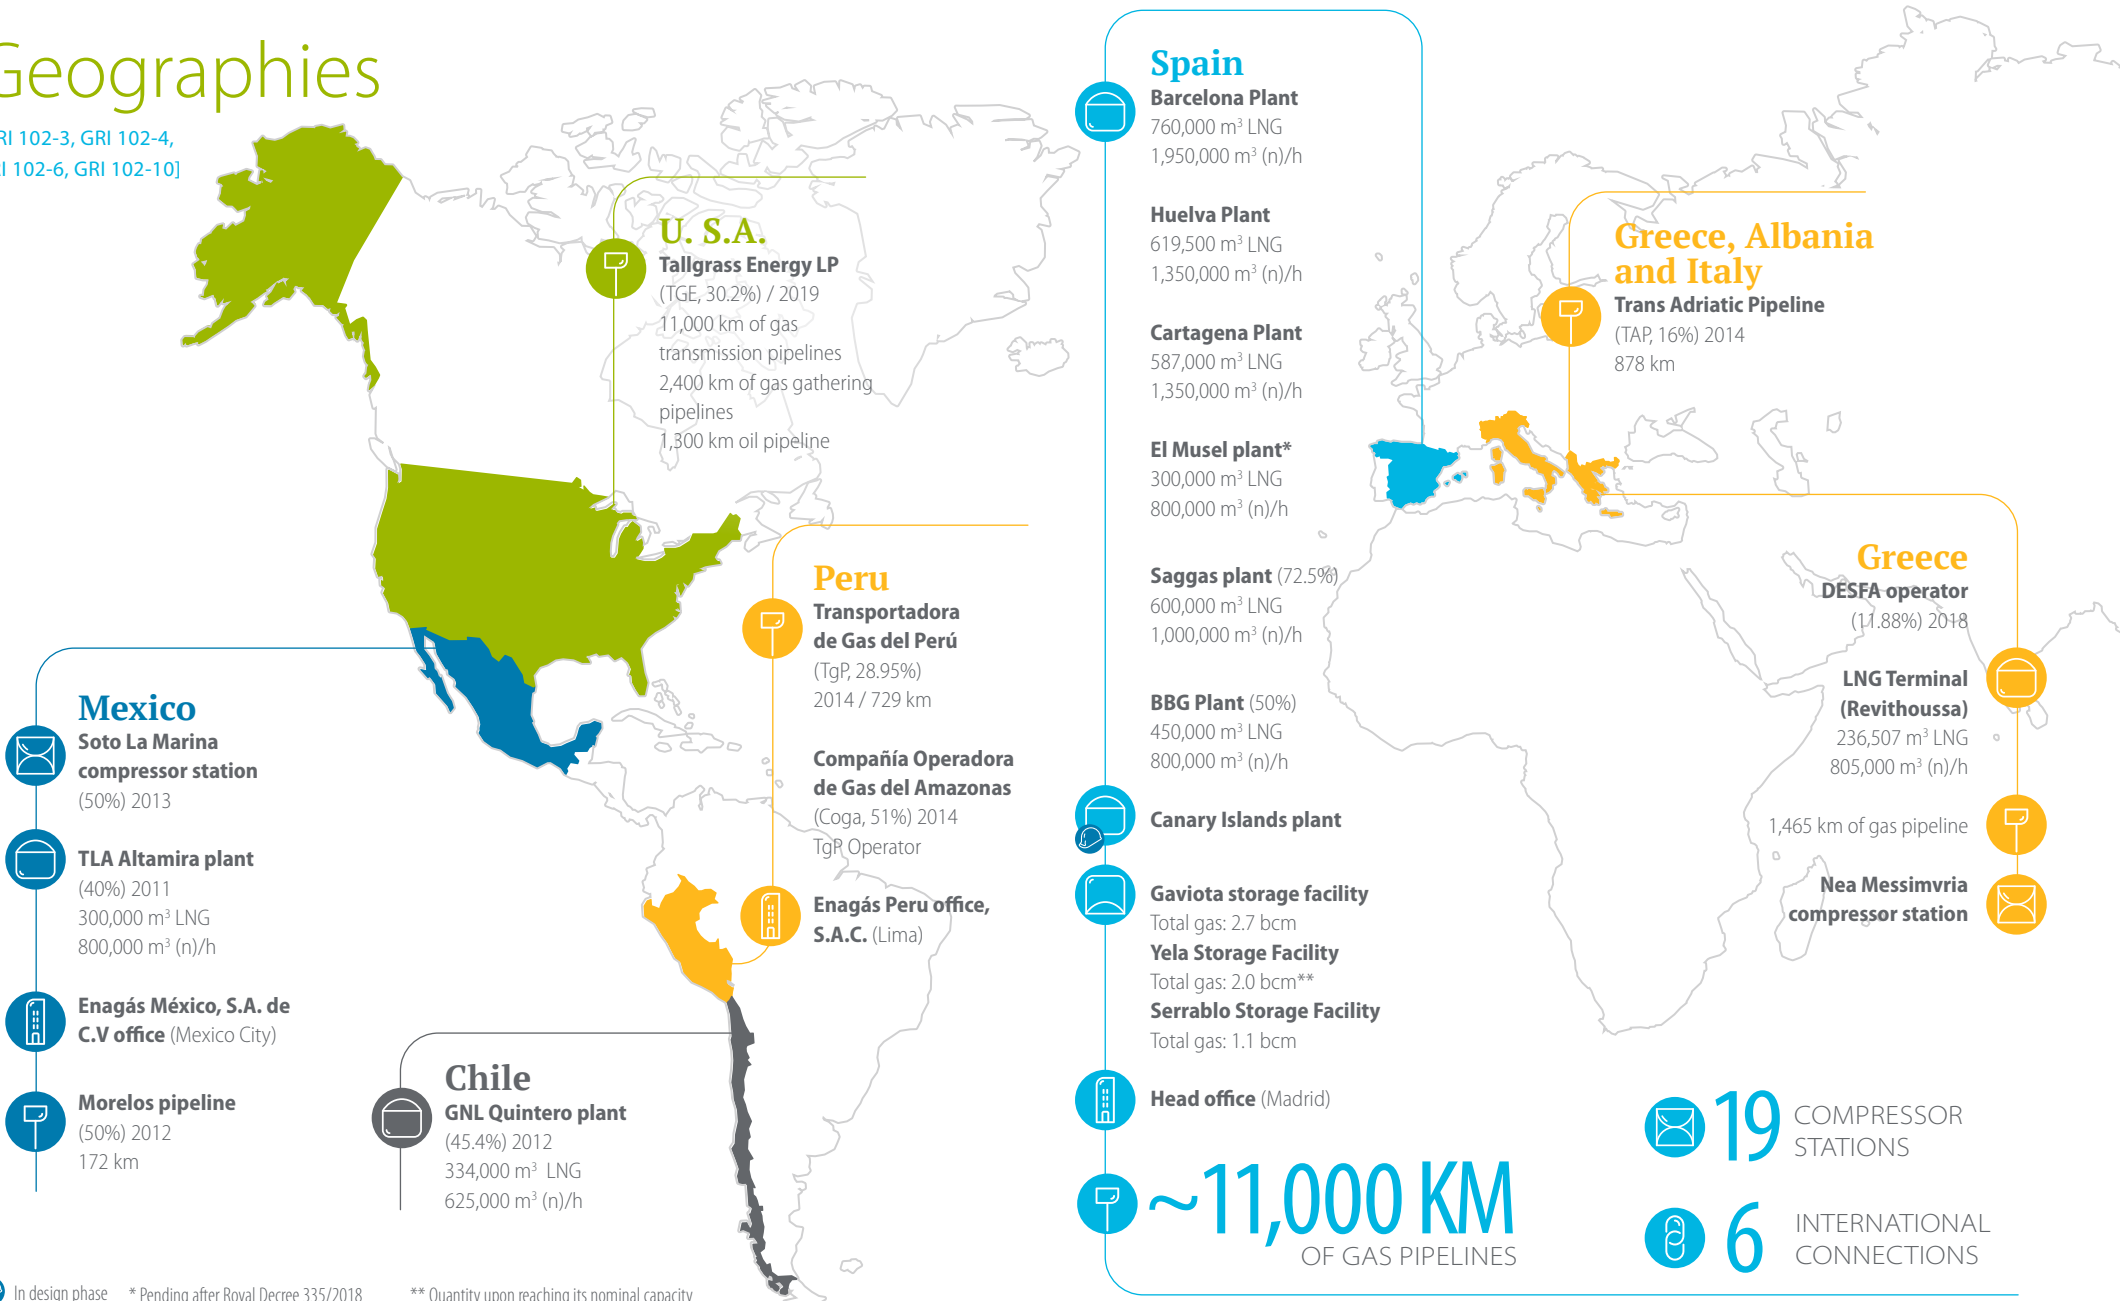 Geographies
RI 102-3, GRI 102-4,
I 102-6, GRI 102-10]
U. S.A.
Tallgrass Energy LP
(TGE, 30.2%) / 2019
11,000 km of gas
transmission pipelines
2,400 km of gas gathering
pipelines
1,300 km oil pipeline
Mexico
Soto La Marina
compressor station
(50%) 2013
TLA Altamira plant
(40%) 2011
300,000 m³ LNG
800,000 m³ (n)/h
Enagás México, S.A. de
C.V office (Mexico City)
Morelos pipeline
(50%) 2012
172 km
Peru
Transportadora
de Gas del Perú
(TgP, 28.95%)
2014 / 729 km
Compañía Operadora
de Gas del Amazonas
(Coga, 51%) 2014
TgP Operator
Enagás Peru office,
S.A.C. (Lima)
Chile
GNL Quintero plant
(45.4%) 2012
334,000 m³ LNG
625,000 m³ (n)/h
Spain
Barcelona Plant
760,000 m³ LNG
1,950,000 m³ (n)/h
Huelva Plant
619,500 m³ LNG
1,350,000 m³ (n)/h
Cartagena Plant
587,000 m³ LNG
1,350,000 m³ (n)/h
El Musel plant*
300,000 m³ LNG
800,000 m³ (n)/h
Saggas plant (72.5%)
600,000 m³ LNG
1,000,000 m³ (n)/h
BBG Plant (50%)
450,000 m³ LNG
800,000 m³ (n)/h
Canary Islands plant
Gaviota storage facility
Total gas: 2.7 bcm
Yela Storage Facility
Total gas: 2.0 bcm**
Serrablo Storage Facility
Total gas: 1.1 bcm
Head office (Madrid)
~11,000 KM
OF GAS PIPELINES
Greece, Albania
and Italy
Trans Adriatic Pipeline
(TAP, 16%) 2014
878 km
Greece
DESFA operator
(11.88%) 2018
LNG Terminal
(Revithoussa)
236,507 m³ LNG
805,000 m³ (n)/h
1,465 km of gas pipeline
Nea Messimvria
compressor station
19 COMPRESSOR
STATIONS
6 INTERNATIONAL
CONNECTIONS
In design phase * Pending after Royal Decree 335/2018 ** Quantity upon reaching its nominal capacity